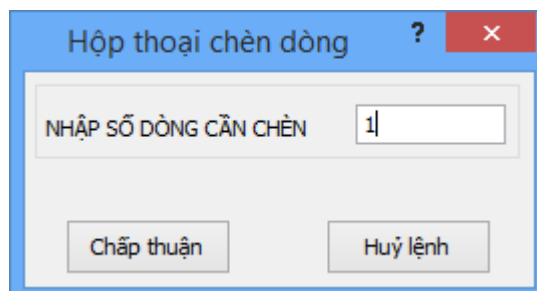 Hộp thoại chèn dòng ? ×
NHẬP SỐ DÒNG CẦN CHÈN 1
Chấp thuận Huỷ lệnh